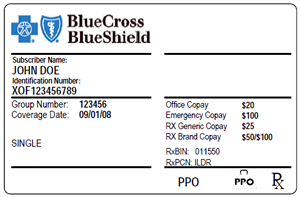 BlueCross
BlueShield
Subscriber Name:
JOHN DOE
Identification Number:
XOF123456789
Group Number: 123456
Coverage Date: 09/01/08
SINGLE
Office Copay $20
Emergency Copay $100
RX Generic Copay $25
RX Brand Copay $50/$100
RxBIN: 011550
RxPCN: ILDR
PPO
PPO
Rx